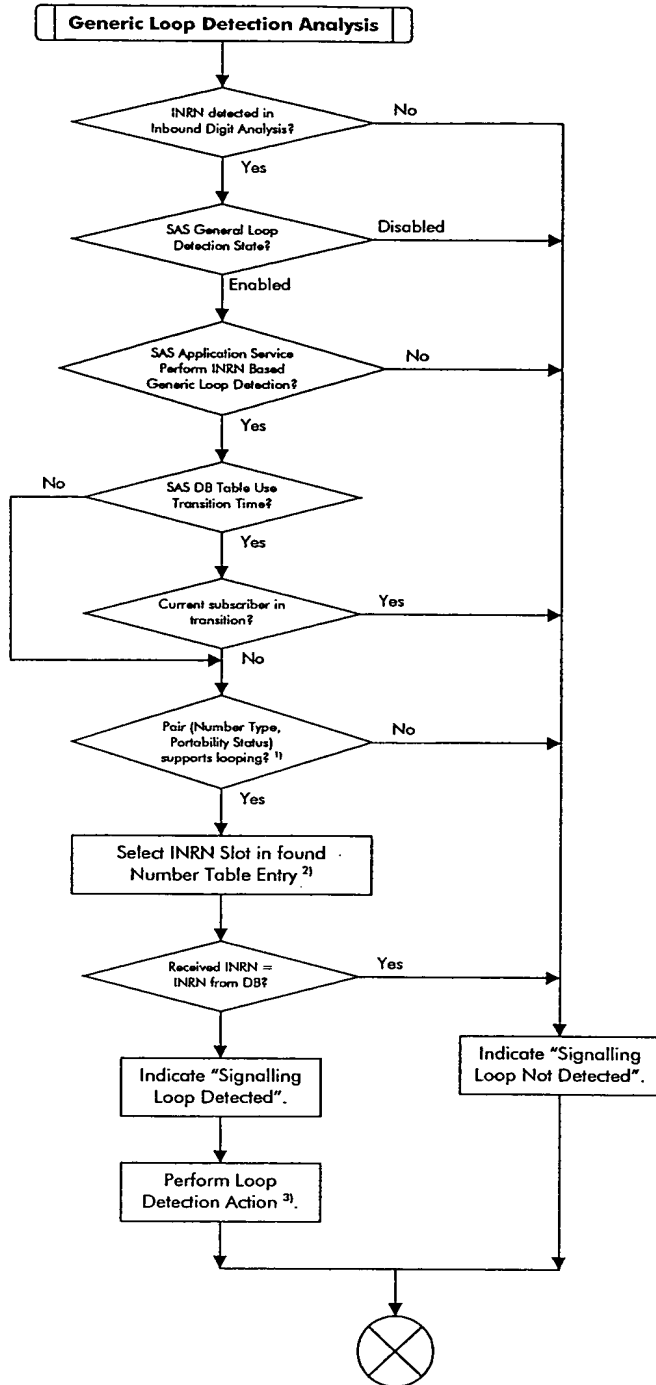 Generic Loop Detection Analysis
INRN detected in
Inbound Digit Analysis?
No
Yes
SAS General Loop
Detection State?
Disabled
Enabled
SAS Application Service
Perform INRN Based
Generic Loop Detection?
No
Yes
No
SAS DB Table Use
Transition Time?
Yes
Current subscriber in
transition?
Yes
No
Pair (Number Type,
Portability Status)
supports looping? 1)
No
Yes
Select INRN Slot in found
Number Table Entry 2)
Received INRN =
INRN from DB?
Yes
Indicate "Signalling
Loop Detected".
Indicate "Signalling
Loop Not Detected".
Perform Loop
Detection Action 3).